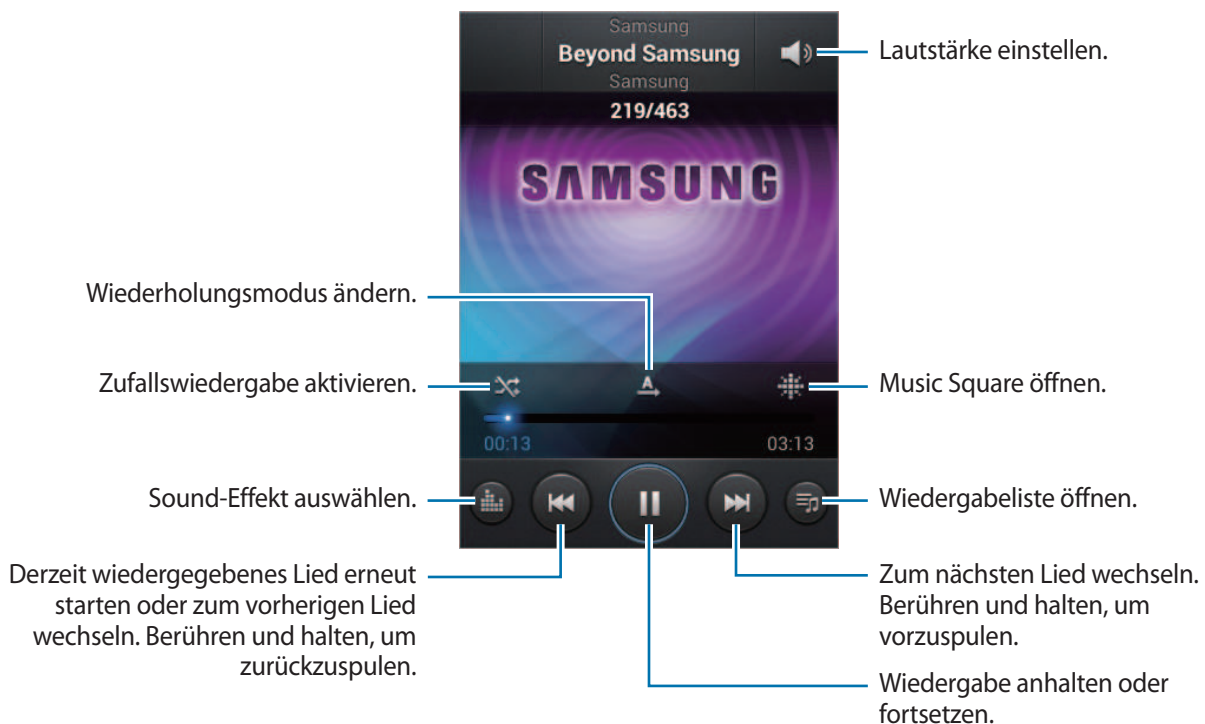 Samsung
Beyond Samsung
Samsung
219/463
SAMSUNG
Lautstärke einstellen.
Wiederholungsmodus ändern.
Zufallswiedergabe aktivieren.
A
Music Square öffnen.
00:13
03:13
Sound-Effekt auswählen.
Wiedergabeliste öffnen.
Derzeit wiedergegebenes Lied erneut
starten oder zum vorherigen Lied
wechseln. Berühren und halten, um
zurückzuspulen.
Zum nächsten Lied wechseln.
Berühren und halten, um
vorzuspulen.
Wiedergabe anhalten oder
fortsetzen.